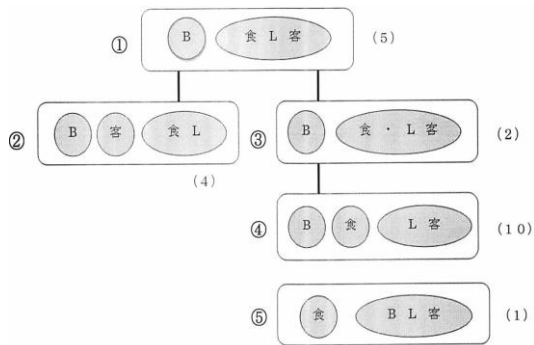 ① B 食 L 客 (5)
② B 客 食 L (4)
③ B 食 ・ L 客 (2)
④ B 食 L 客 (10)
⑤ 食 B L 客 (1)